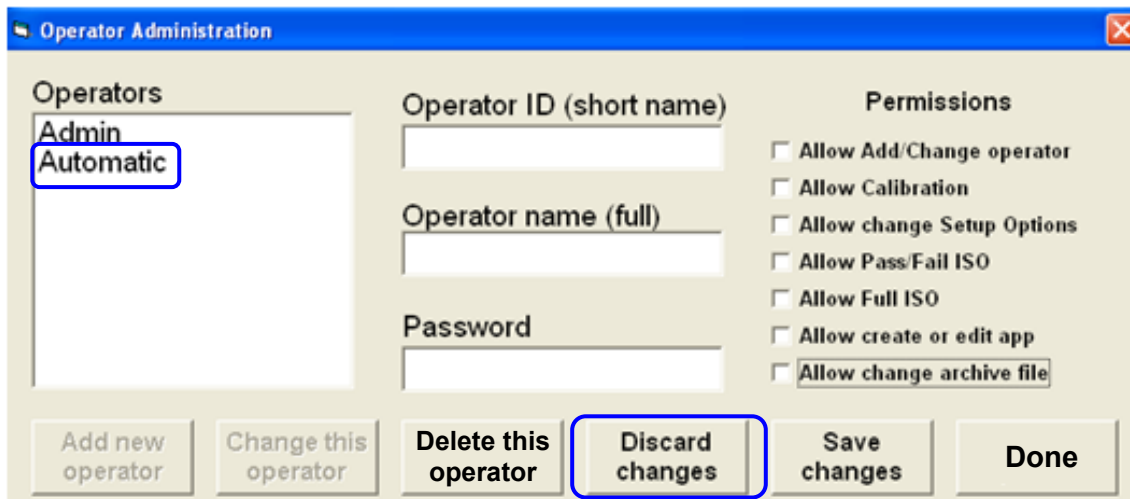 Operator Administration
Operators
Admin
Automatic
Operator ID (short name)
Operator name (full)
Password
Permissions
Allow Add/Change operator
Allow Calibration
Allow change Setup Options
Allow Pass/Fail ISO
Allow Full ISO
Allow create or edit app
Allow change archive file
Add new
operator
Change this
operator
Delete this
operator
Discard
changes
Save
changes
Done